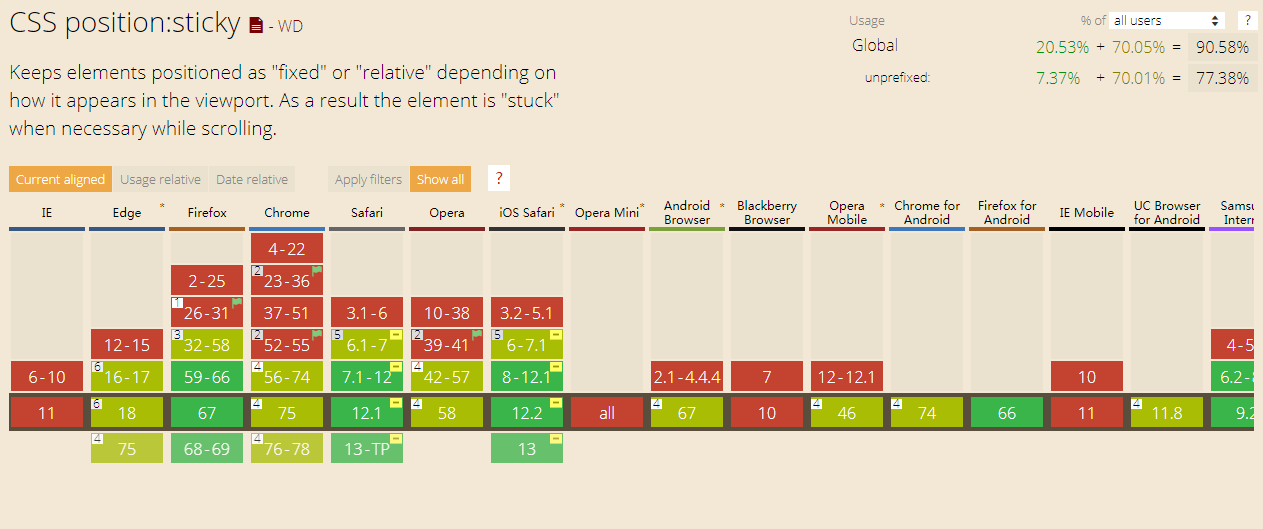 CSS position:sticky - WD
Usage % of all users ?
Global 20.53% + 70.05% = 90.58%
unprefixed: 7.37% + 70.01% = 77.38%
Keeps elements positioned as "fixed" or "relative" depending on
how it appears in the viewport. As a result the element is "stuck"
when necessary while scrolling.
Current aligned Usage relative Date relative Apply filters Show all ?
IE Edge * Firefox Chrome Safari Opera iOS Safari * Opera Mini * Android Browser * Blackberry Browser Opera Mobile * Chrome for Android Firefox for Android IE Mobile UC Browser for Android Samsu Interr
4-22
2-25 2 23-36
1 26-31 37-51 3.1-6 10-38 3.2-5.1
12-15 3 32-58 2 52-55 5 6.1-7 2 39-41 5 6-7.1 4-5
6-10 6 16-17 59-66 4 56-74 7.1-12 4 42-57 8-12.1 2.1-4.4.4 7 12-12.1 10 6.2-8
11 6 18 67 4 75 12.1 4 58 12.2 all 4 67 10 4 46 4 74 66 11 4 11.8 9.2
4 75 68-69 4 76-78 13-TP 13